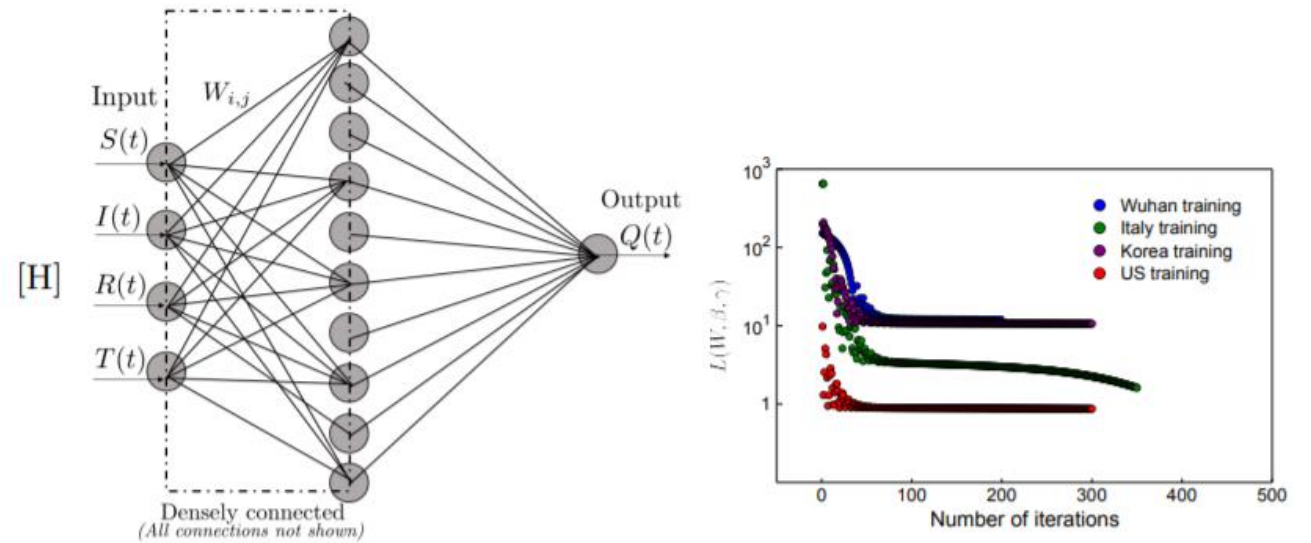 [H]
Input
S(t)
I(t)
R(t)
T(t)
W_{i,j}
Output
Q(t)
Densely connected
(All connections not shown)
L(W, β, γ)
10^3
10^2
10^1
1
Wuhan training
Italy training
Korea training
US training
0 100 200 300 400 500
Number of iterations